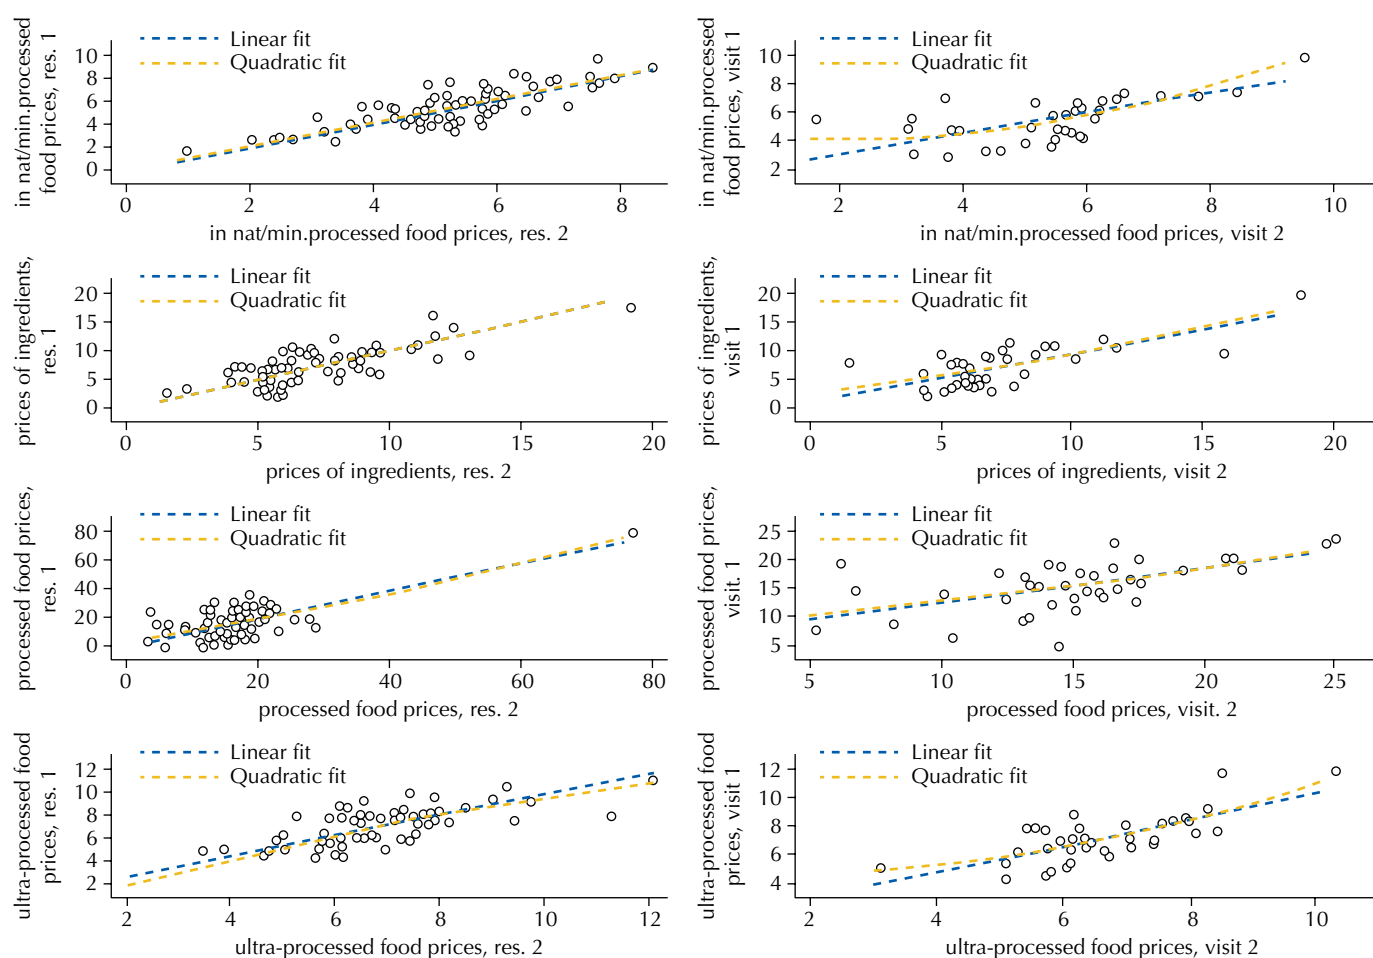 in nat/min.processed
food prices, res. 1
Linear fit
Quadratic fit
10
8
6
4
2
0
0 2 4 6 8
in nat/min.processed food prices, res. 2
in nat/min.processed
food prices, visit 1
Linear fit
Quadratic fit
10
8
6
4
2
2 4 6 8 10
in nat/min.processed food prices, visit 2
prices of ingredients,
res. 1
Linear fit
Quadratic fit
20
15
10
5
0
0 5 10 15 20
prices of ingredients, res. 2
prices of ingredients,
visit 1
Linear fit
Quadratic fit
20
15
10
5
0
0 5 10 15 20
prices of ingredients, visit 2
processed food prices,
res. 1
Linear fit
Quadratic fit
80
60
40
20
0
0 20 40 60 80
processed food prices, res. 2
processed food prices,
visit. 1
Linear fit
Quadratic fit
25
20
15
10
5
5 10 15 20 25
processed food prices, visit. 2
ultra-processed food
prices, res. 1
Linear fit
Quadratic fit
12
10
8
6
4
2
2 4 6 8 10 12
ultra-processed food prices, res. 2
ultra-processed food
prices, visit 1
Linear fit
Quadratic fit
12
10
8
6
4
2 4 6 8 10
ultra-processed food prices, visit 2